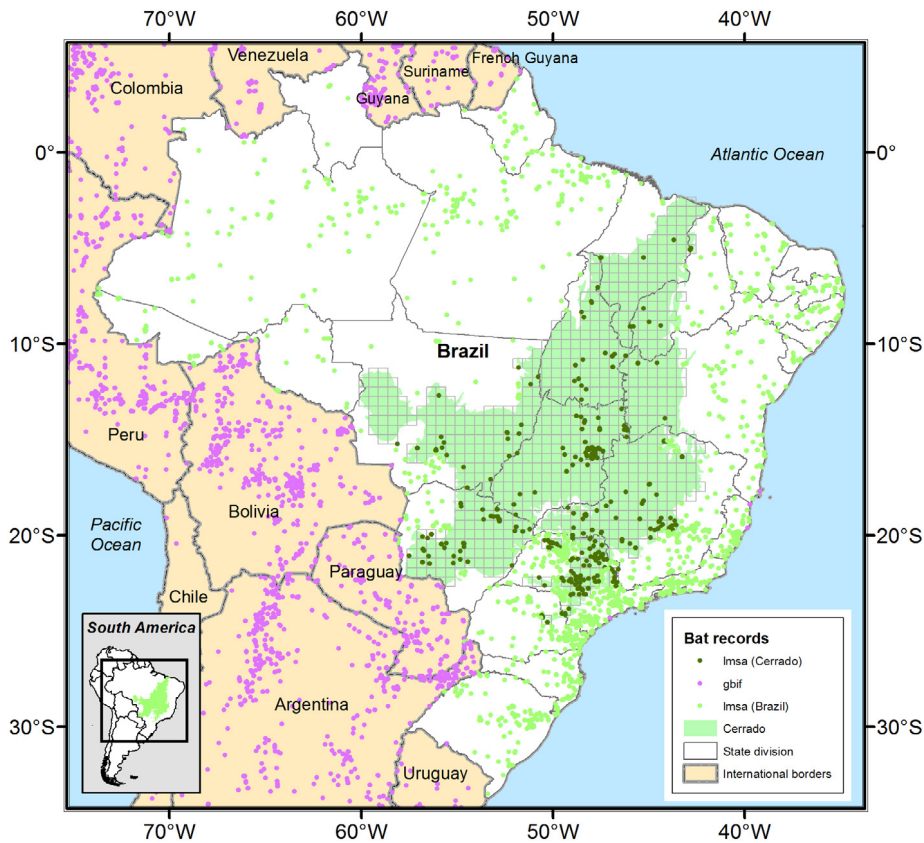 70°W 60°W 50°W 40°W
Venezuela
French Guyana
Suriname
Colombia
Guyana
0° 0°
Atlantic Ocean
10°S 10°S
Brazil
Peru
Bolivia
Pacific
Ocean
20°S 20°S
Paraguay
Chile
South America
Bat records
lmsa (Cerrado)
gbif
lmsa (Brazil)
Cerrado
State division
International borders
Argentina
30°S 30°S
Uruguay
70°W 60°W 50°W 40°W